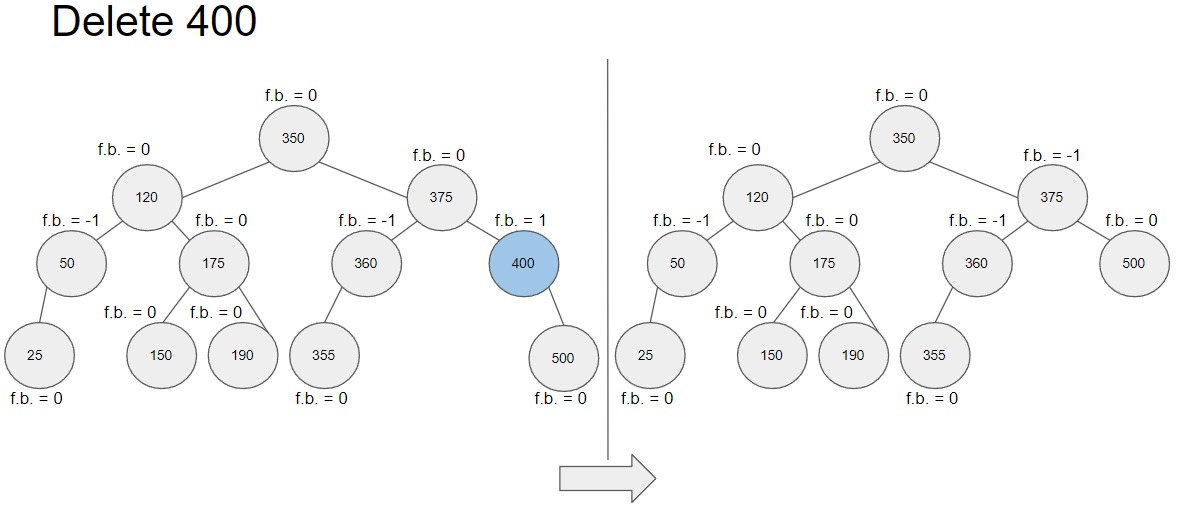 Delete 400
f.b. = 0 f.b. = 0
350 350
f.b. = 0 f.b. = 0 f.b. = 0 f.b. = -1
120 375 120 375
f.b. = -1 f.b. = 0 f.b. = -1 f.b. = 1 f.b. = -1 f.b. = 0 f.b. = -1 f.b. = 0
50 175 360 400 50 175 360 500
f.b. = 0 f.b. = 0 f.b. = 0 f.b. = 0
25 150 190 355 500 25 150 190 355
f.b. = 0 f.b. = 0 f.b. = 0 f.b. = 0 f.b. = 0